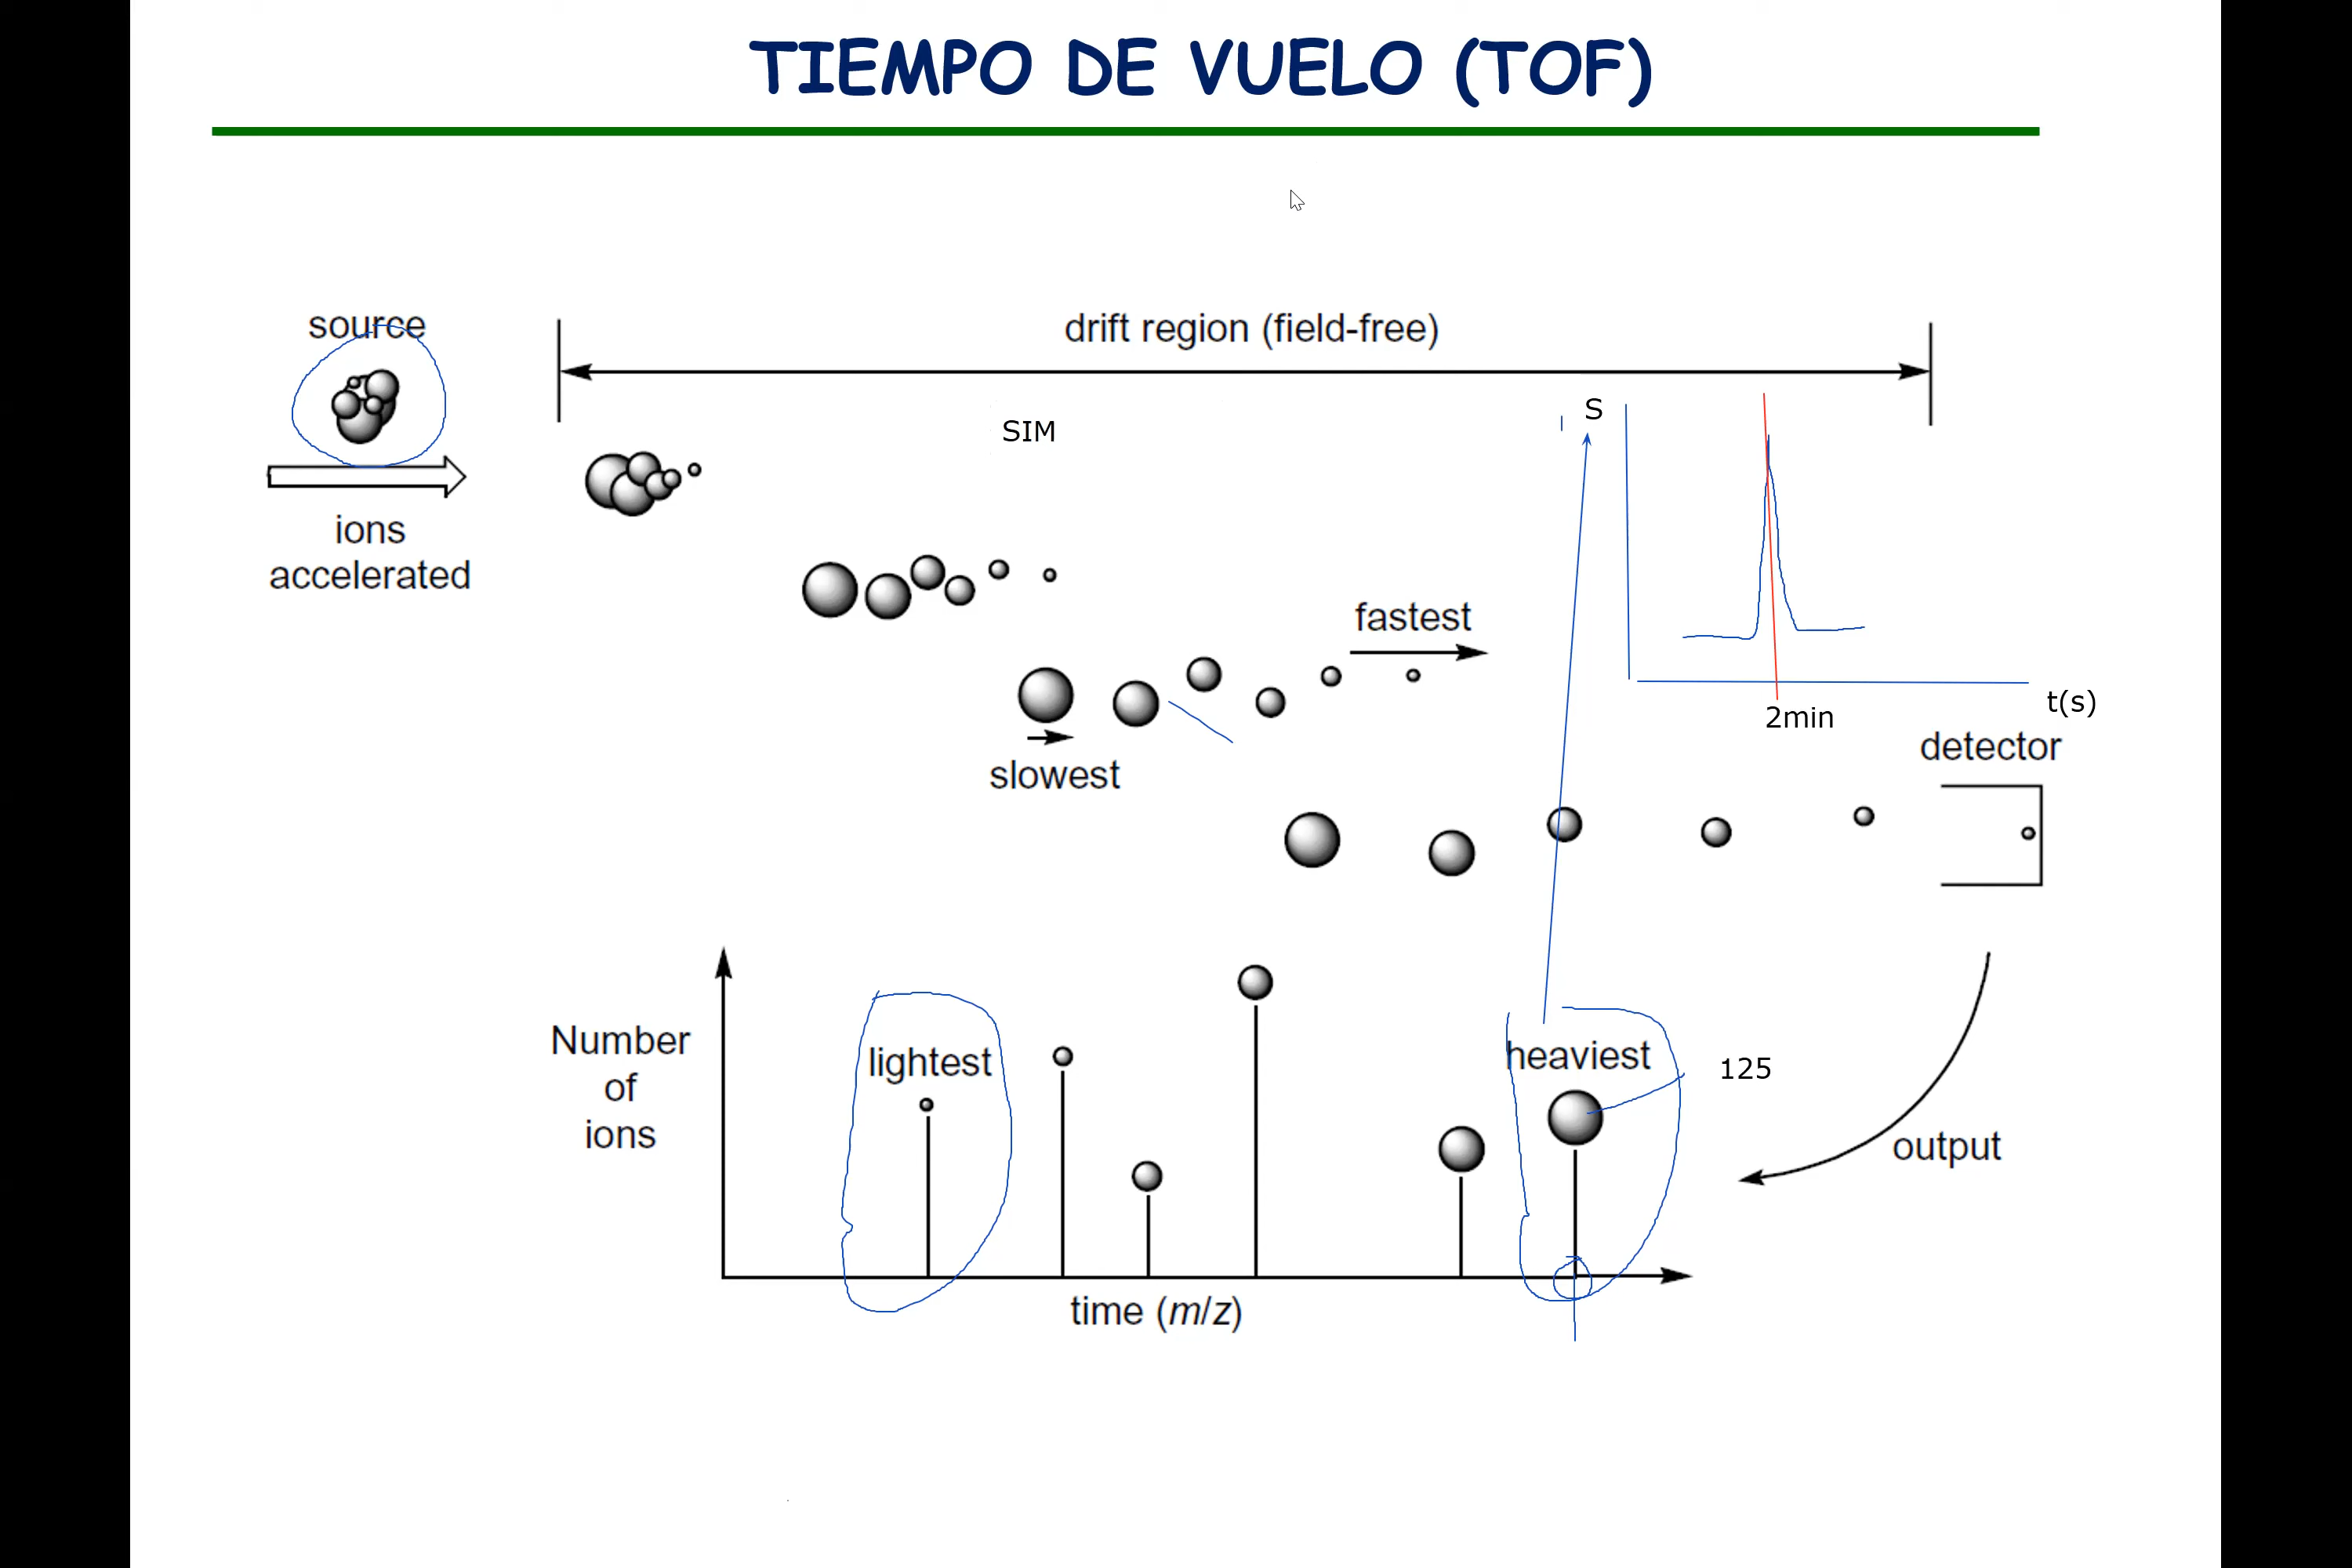 TIEMPO DE VUELO (TOF)
source
drift region (field-free)
SIM
S
ions
accelerated
fastest
t(s)
2min
detector
slowest
Number
of
ions
lightest
heaviest
125
output
time (m/z)